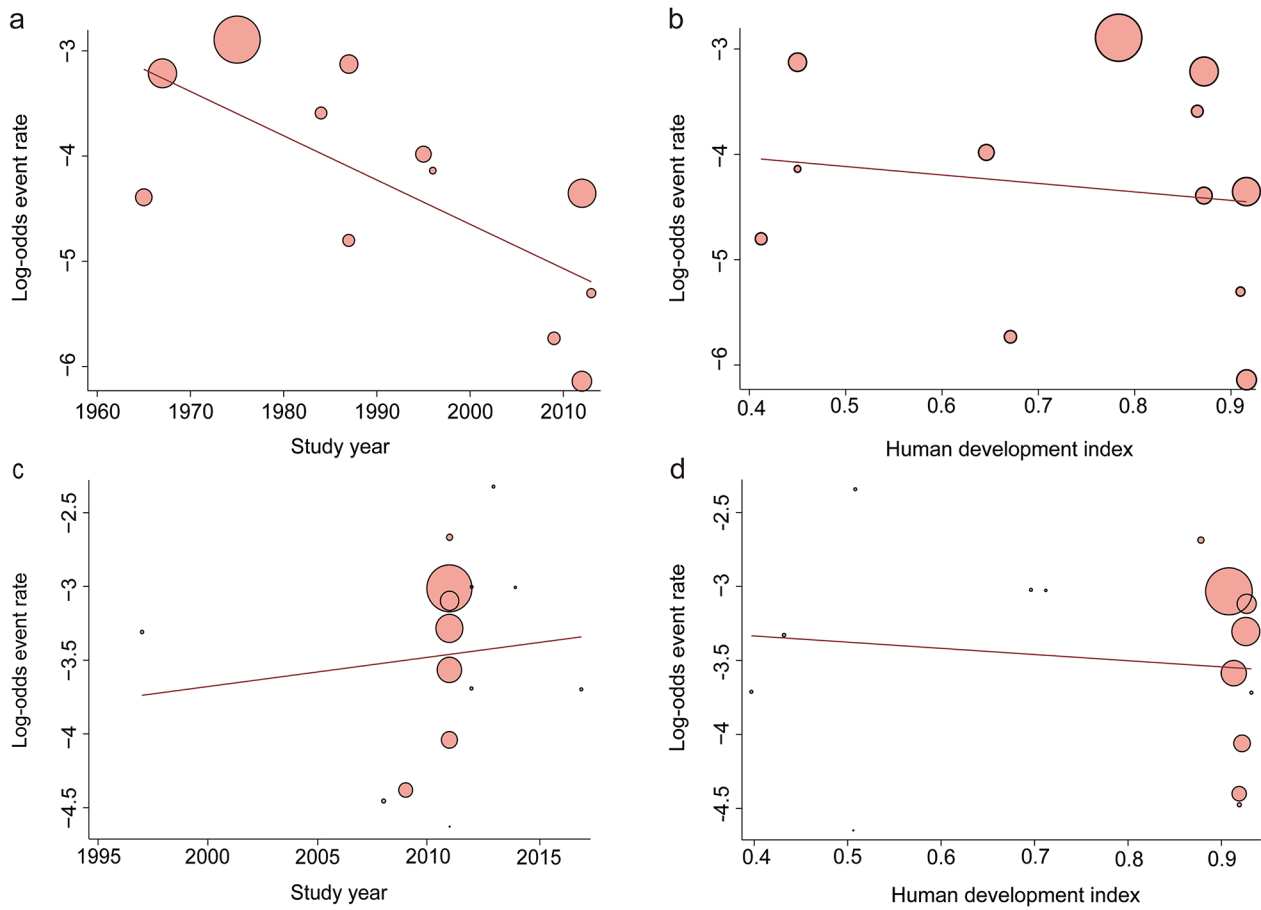 a
−3
−4
−5
−6
Log-odds event rate
1960 1970 1980 1990 2000 2010
Study year
b
−3
−4
−5
−6
Log-odds event rate
0.4 0.5 0.6 0.7 0.8 0.9
Human development index
c
−2.5
−3
−3.5
−4
−4.5
Log-odds event rate
1995 2000 2005 2010 2015
Study year
d
−2.5
−3
−3.5
−4
−4.5
Log-odds event rate
0.4 0.5 0.6 0.7 0.8 0.9
Human development index